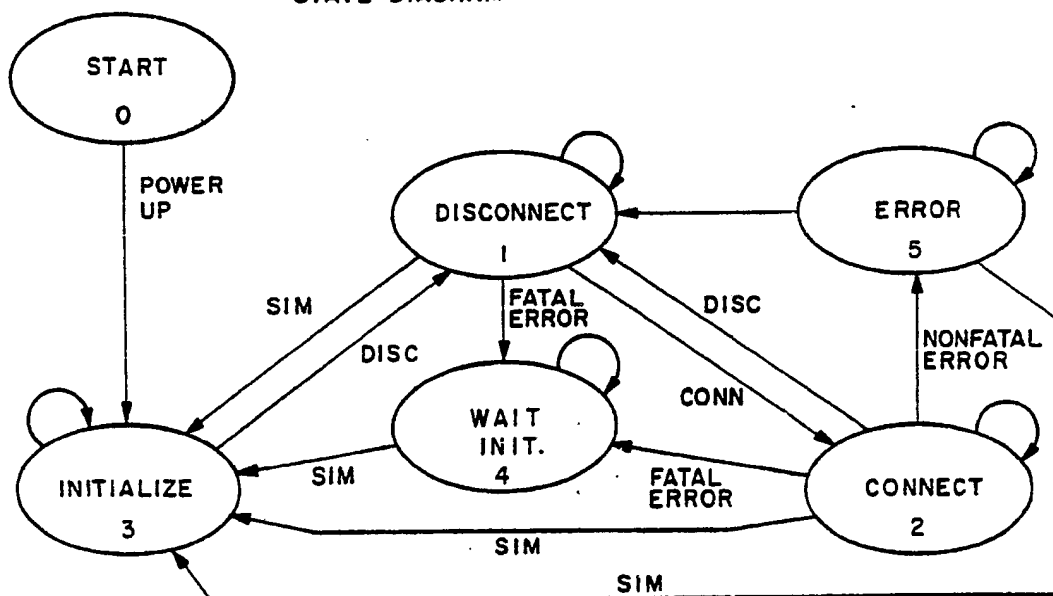 STATE DIAGRAM
START
0
POWER
UP
DISCONNECT
1
ERROR
5
SIM
DISC
FATAL
ERROR
DISC
CONN
NONFATAL
ERROR
WAIT
INIT.
4
SIM
FATAL
ERROR
INITIALIZE
3
CONNECT
2
SIM
SIM